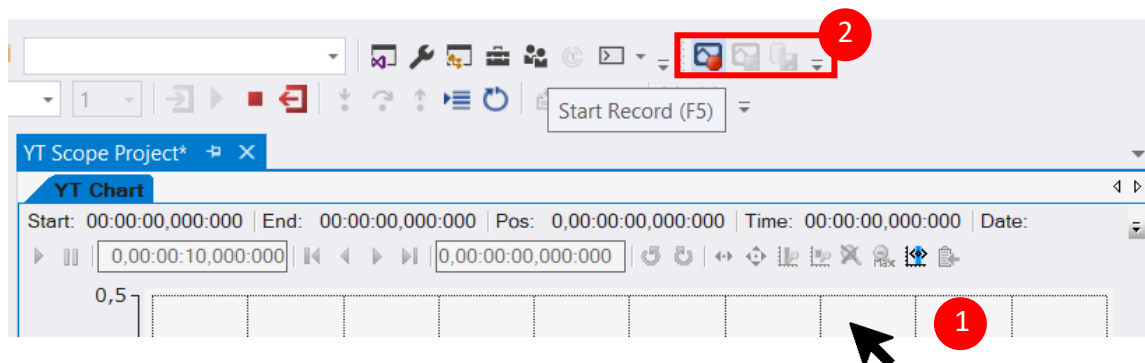 2
1
Start Record (F5)
YT Scope Project*
YT Chart
Start: 00:00:00,000:000 End: 00:00:00,000:000 Pos: 0,00:00:00,000:000 Time: 00:00:00,000:000 Date:
0,00:00:10,000:000 0,00:00:00,000:000 Max
0,5
1